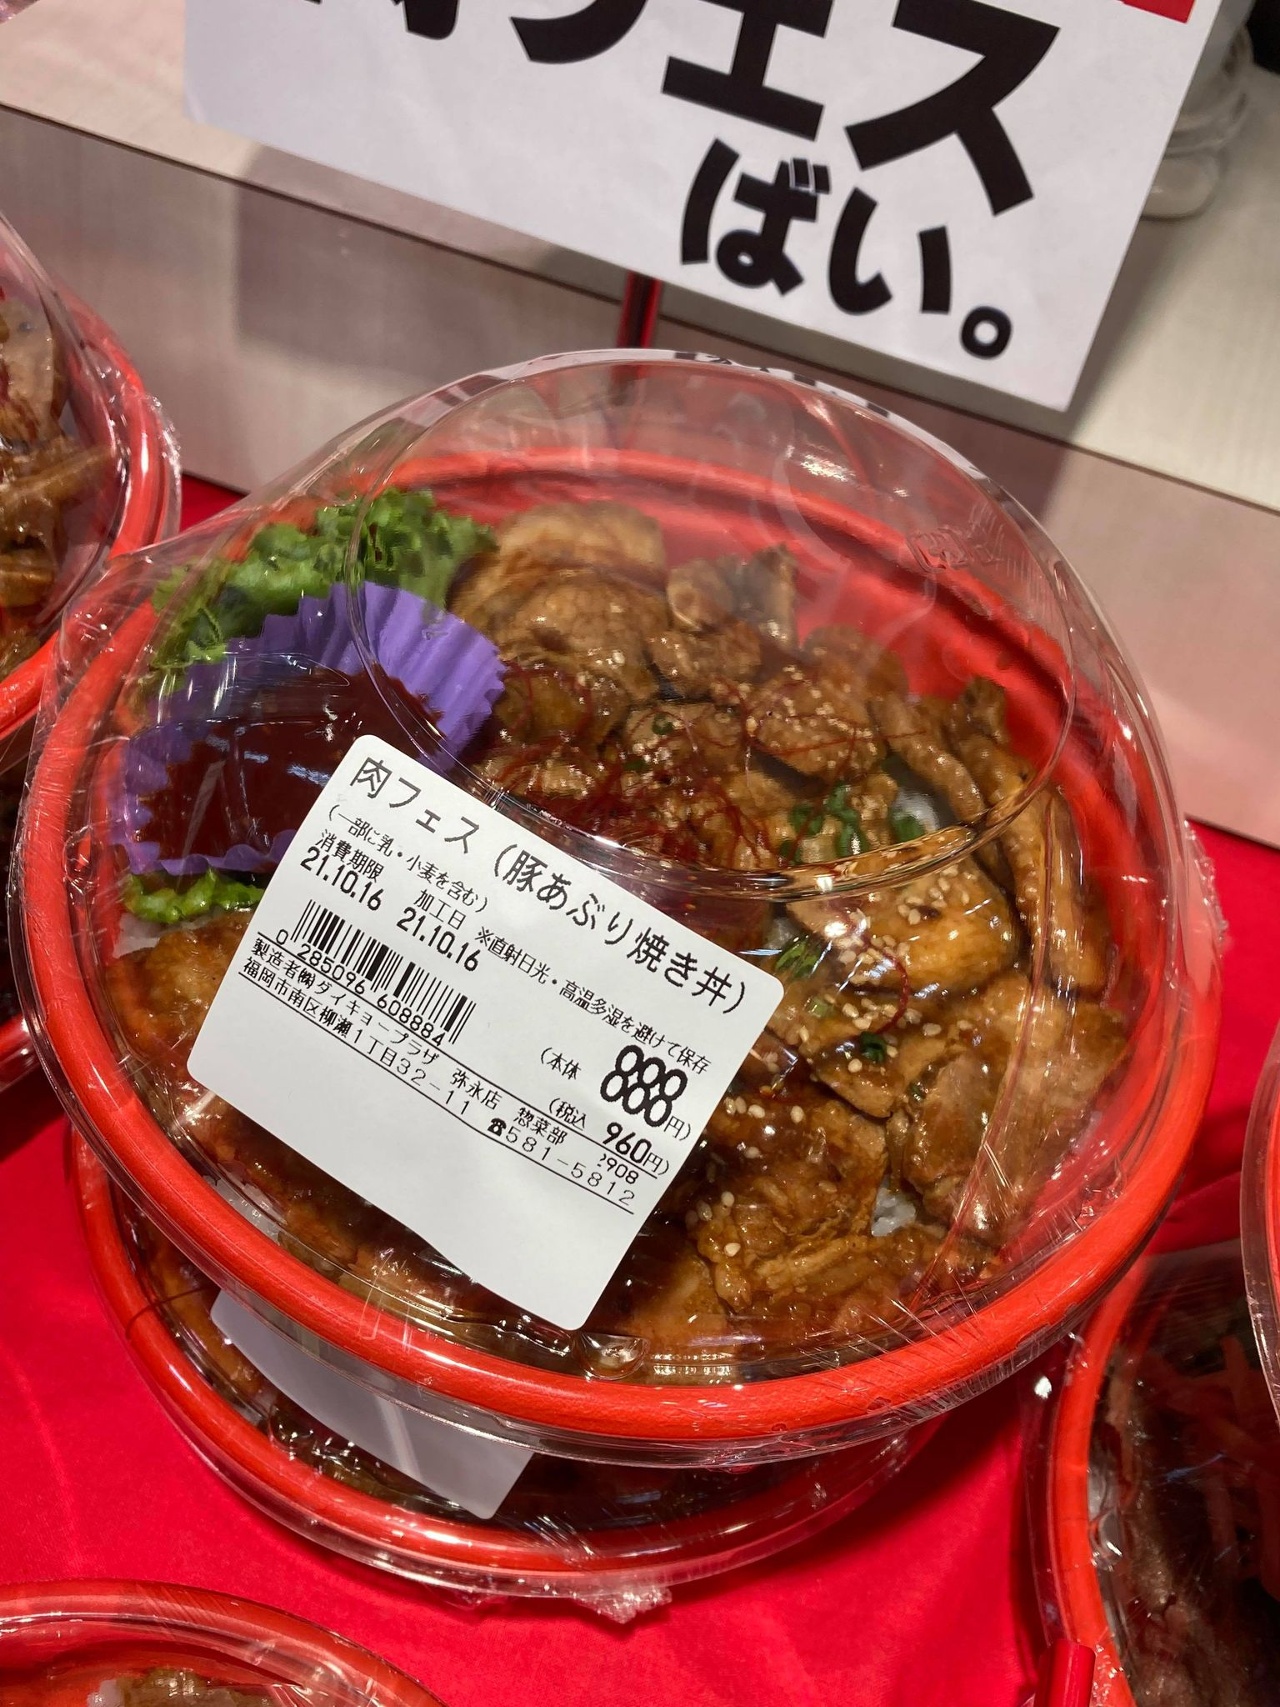 肉フェス
ばい。
肉フェス (豚あぶり焼き丼)
(一部に乳・小麦を含む)
消費期限 加工日 ※直射日光・高温多湿を避けて保存
21.10.16 21.10.16
(本体 888円)
0 285096 608884
(税込 960円)
製造者㈱ダイキョープラザ 弥永店 惣菜部 2908
福岡市南区柳瀬1丁目32-11 ☎581-5812